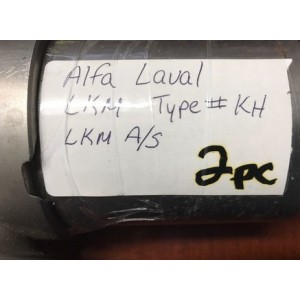 Alfa Laval
LKM Type # KH
LKM A/S
2pc